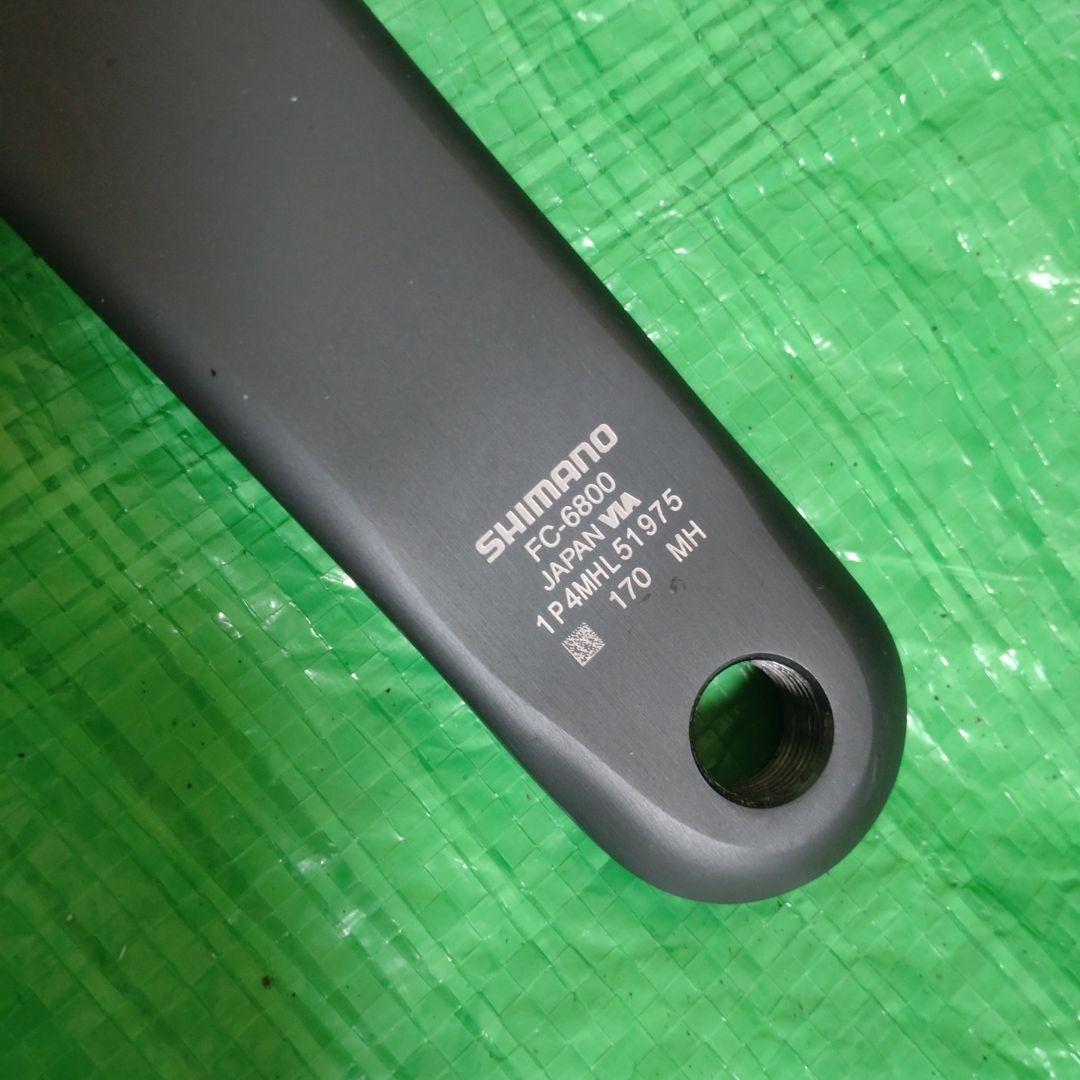 SHIMANO
FC-6800
JAPAN VIA
1P4MHL51975
170 MH